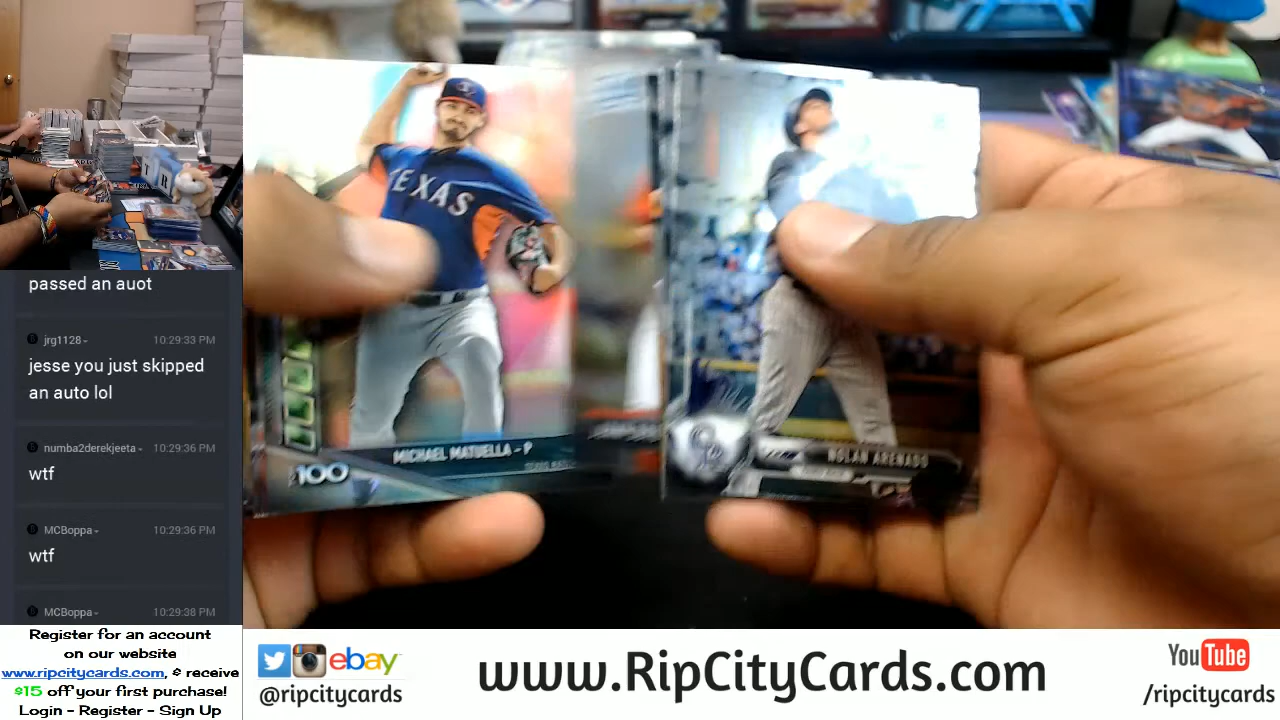 passed an auot
jrg1128
10:29:33 PM
jesse you just skipped
an auto lol
numba2derekjeeta
10:29:36 PM
wtf
MCBoppa
10:29:36 PM
wtf
MCBoppa
10:29:38 PM
Register for an account
on our website
www.ripcitycards.com, & receive
$15 off your first purchase!
Login - Register - Sign Up
TEXAS
MICHAEL MATUELLA - P
100
NOLAN ARENADO
ebay
@ripcitycards
www.RipCityCards.com
YouTube
/ripcitycards